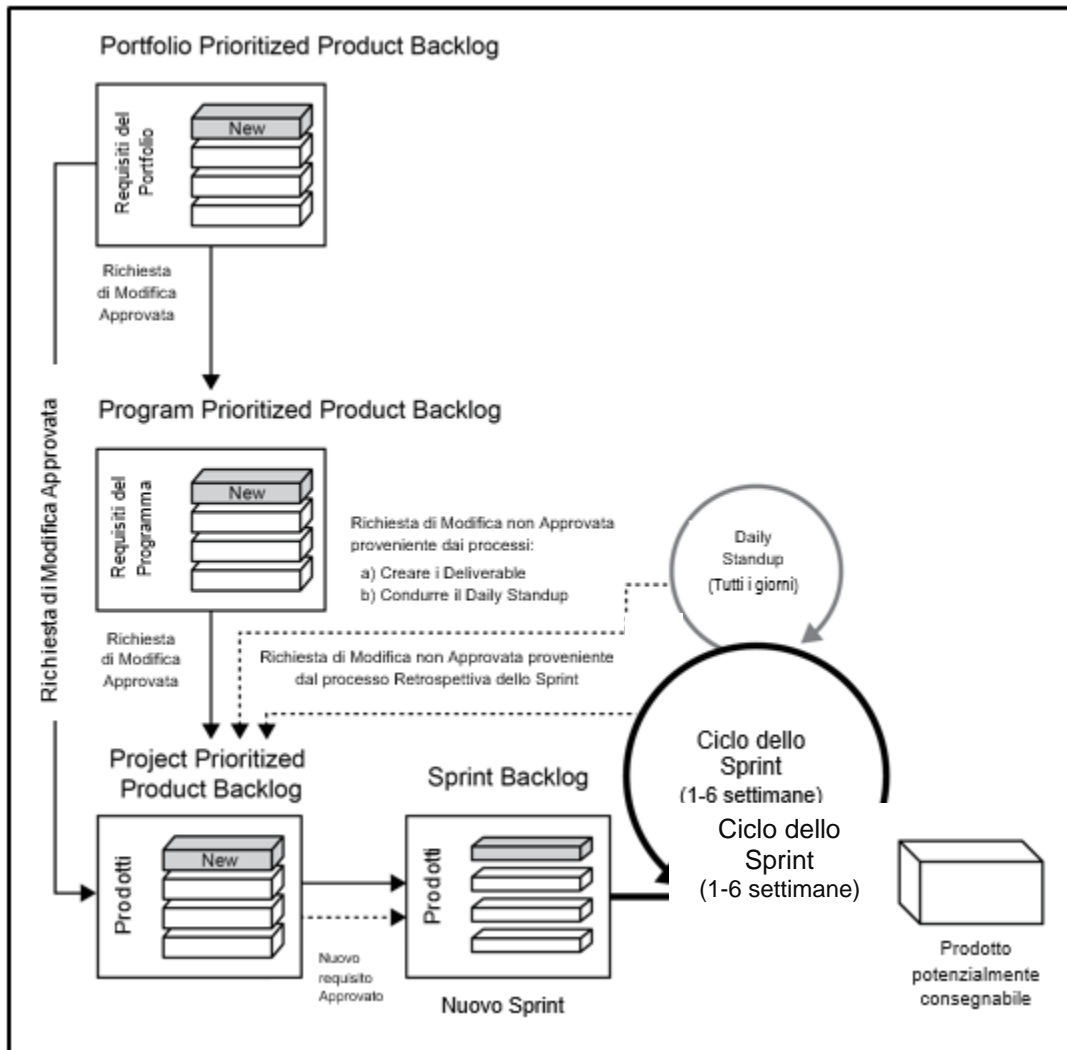 Portfolio Prioritized Product Backlog
Requisiti del
Portfolio
New
Richiesta
di Modifica
Approvata
Richiesta di Modifica Approvata
Program Prioritized Product Backlog
Requisiti del
Programma
New
Richiesta di Modifica non Approvata
proveniente dai processi:
a) Creare i Deliverable
b) Condurre il Daily Standup
Daily
Standup
(Tutti i giorni)
Richiesta
di Modifica
Approvata
Richiesta di Modifica non Approvata proveniente
dal processo Retrospettiva dello Sprint
Project Prioritized
Product Backlog
Prodotti
New
Nuovo
requisito
Approvato
Sprint Backlog
Prodotti
Nuovo Sprint
Ciclo dello
Sprint
(1-6 settimane)
Ciclo dello
Sprint
(1-6 settimane)
Prodotto
potenzialmente
consegnabile